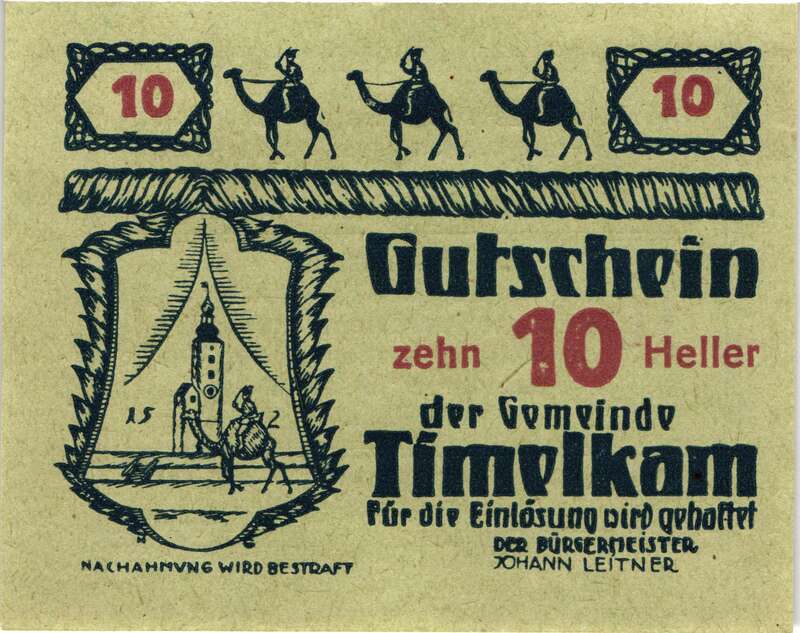 10 10
Gutschein
zehn 10 Heller
der Gemeinde
Timelkam
Für die Einlösung wird gehaftet
DER BÜRGERMEISTER
JOHANN LEITNER
15 2
NACHAHMVNG WIRD BESTRAFT